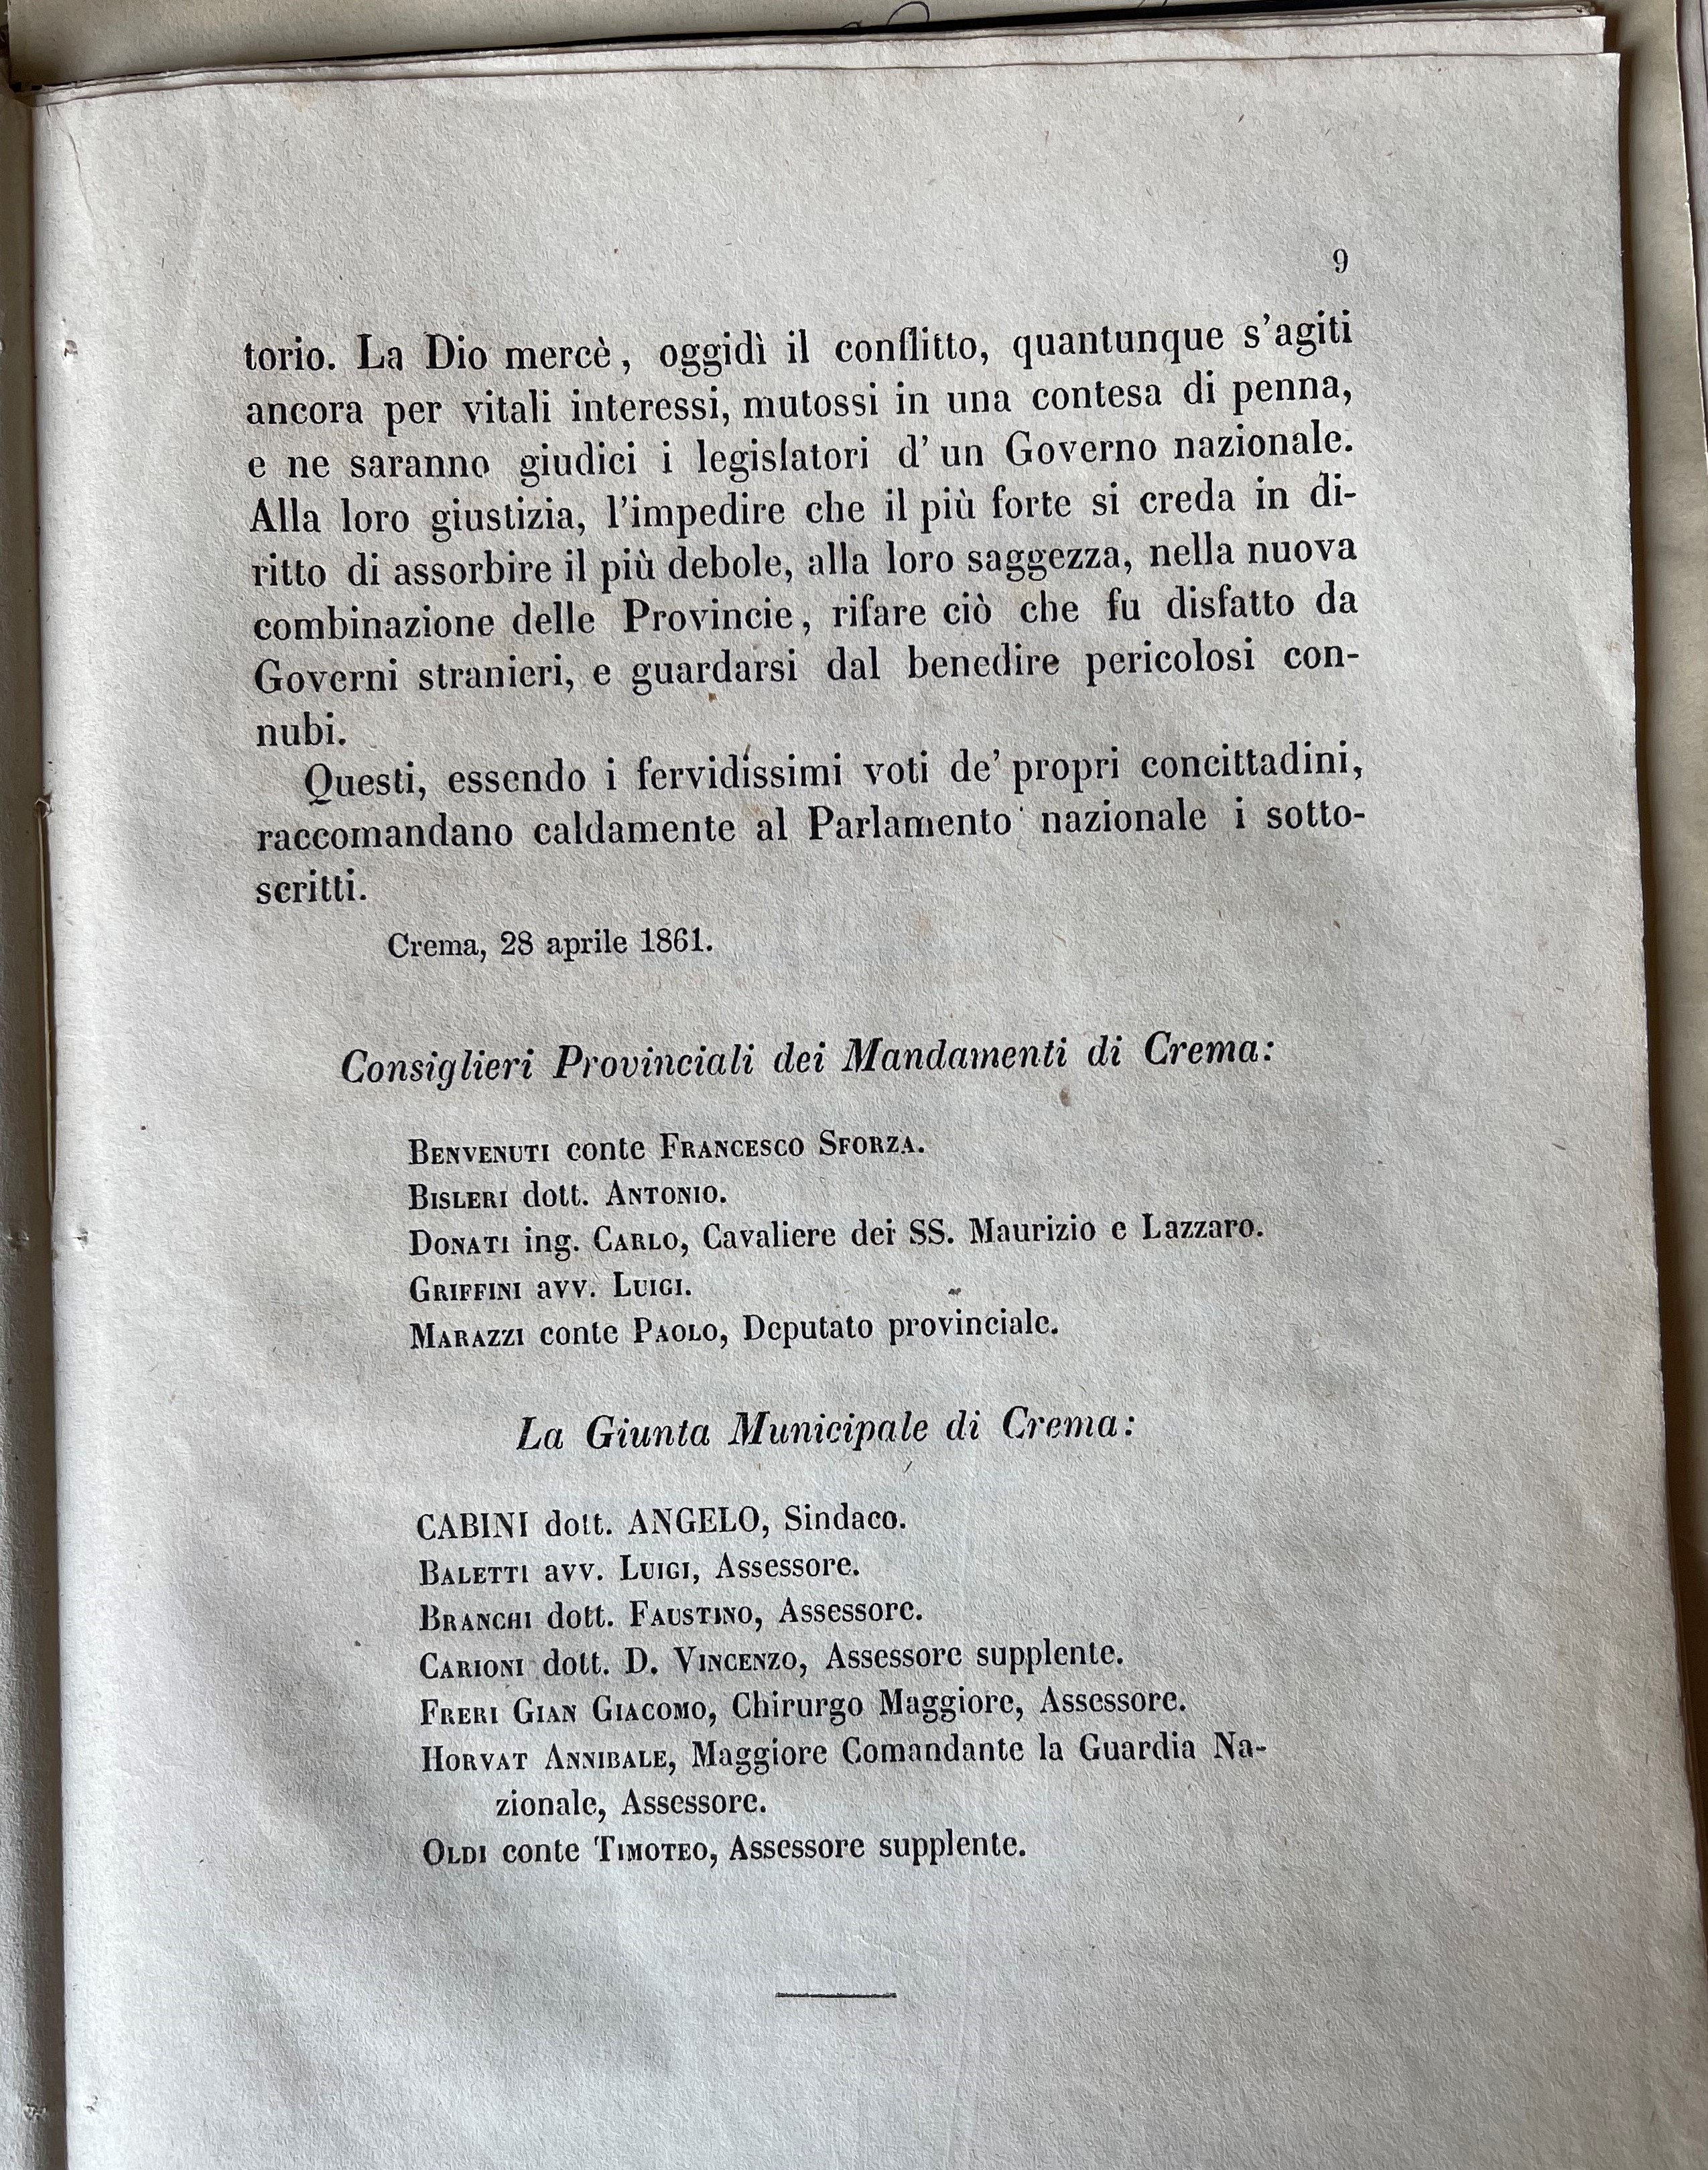 9
torio. La Dio mercè, oggidì il conflitto, quantunque s'agiti
ancora per vitali interessi, mutossi in una contesa di penna,
e ne saranno giudici i legislatori d'un Governo nazionale.
Alla loro giustizia, l'impedire che il più forte si creda in di-
ritto di assorbire il più debole, alla loro saggezza, nella nuova
combinazione delle Provincie, rifare ciò che fu disfatto da
Governi stranieri, e guardarsi dal benedire pericolosi con-
nubi.
Questi, essendo i fervidissimi voti de' propri concittadini,
raccomandano caldamente al Parlamento nazionale i sotto-
scritti.
Crema, 28 aprile 1861.
Consiglieri Provinciali dei Mandamenti di Crema:
BENVENUTI conte FRANCESCO SFORZA.
BISLERI dott. ANTONIO.
DONATI ing. CARLO, Cavaliere dei SS. Maurizio e Lazzaro.
GRIFFINI avv. LUIGI.
MARAZZI conte PAOLO, Deputato provinciale.
La Giunta Municipale di Crema:
CABINI dott. ANGELO, Sindaco.
BALETTI avv. LUIGI, Assessore.
BRANCHI dott. FAUSTINO, Assessore.
CARIONI dott. D. VINCENZO, Assessore supplente.
FRERI GIAN GIACOMO, Chirurgo Maggiore, Assessore.
HORVAT ANNIBALE, Maggiore Comandante la Guardia Na-
zionale, Assessore.
OLDI conte TIMOTEO, Assessore supplente.